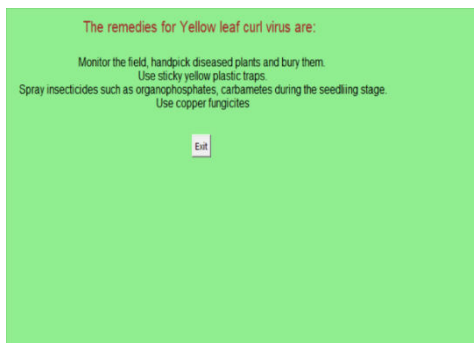 The remedies for Yellow leaf curl virus are:
Monitor the field, handpick diseased plants and bury them.
Use sticky yellow plastic traps.
Spray insecticides such as organophosphates, carbametes during the seedliing stage.
Use copper fungicites
Exit